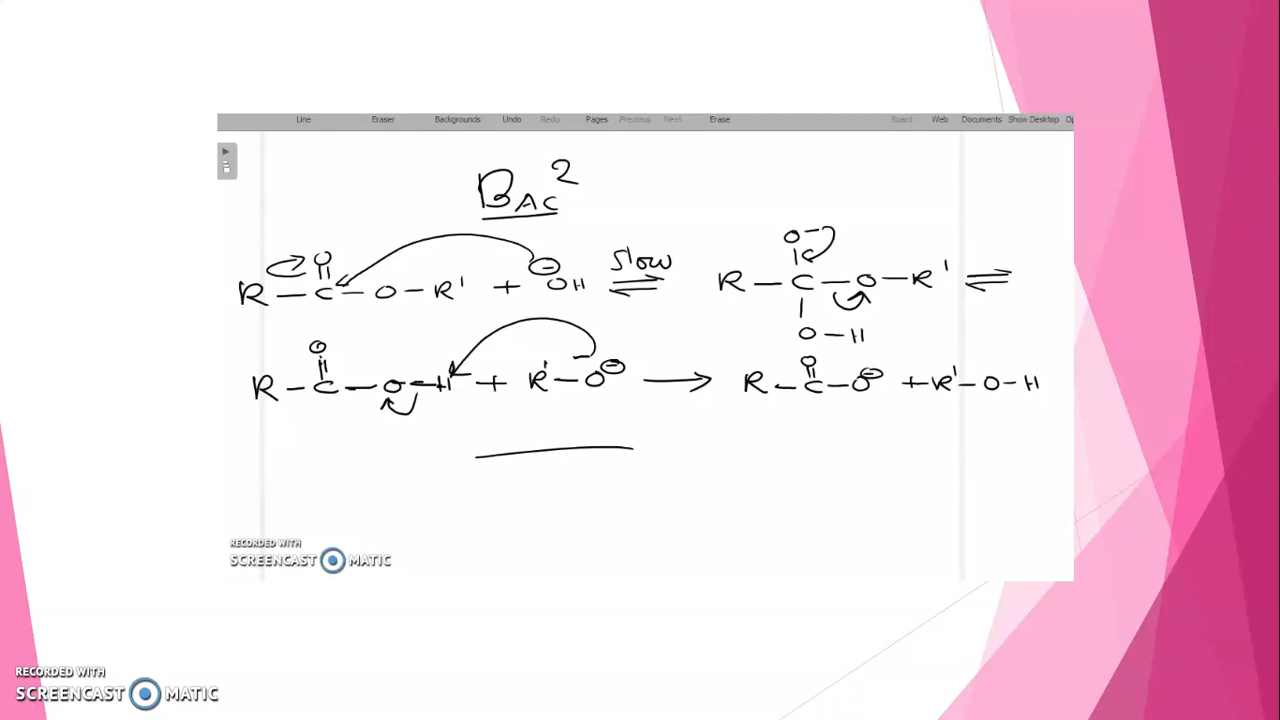 Line Eraser Backgrounds Undo Redo Pages Previous Next Erase Board Web Documents Show Desktop Op
BAC2
R — C(=O) — O — R' + ⊖OH slow ⇌ R — C(O−)(O—H) — O — R' ⇌
R — C(=O) — O — H + R' — O⊖ → R — C(=O) — O⊖ + R' — O — H
RECORDED WITH
SCREENCAST MATIC
RECORDED WITH
SCREENCAST MATIC